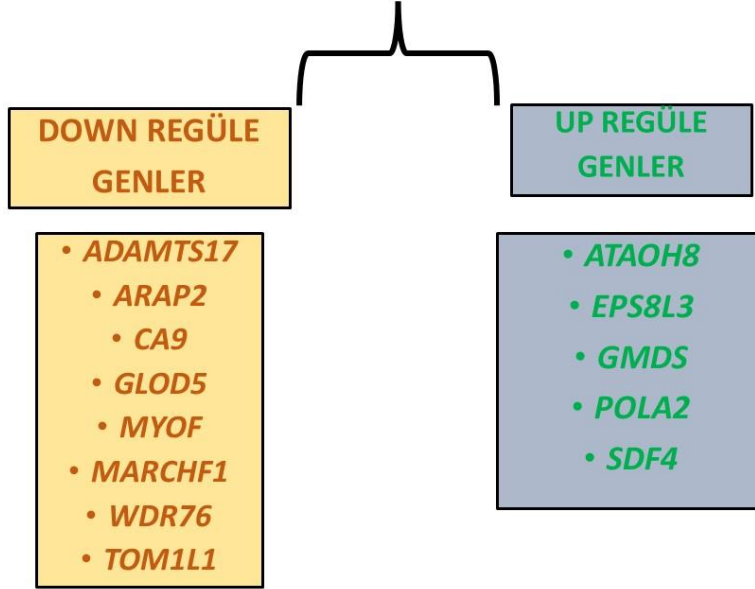 DOWN REGÜLE
GENLER
• ADAMTS17
• ARAP2
• CA9
• GLOD5
• MYOF
• MARCHF1
• WDR76
• TOM1L1
UP REGÜLE
GENLER
• ATAOH8
• EPS8L3
• GMDS
• POLA2
• SDF4